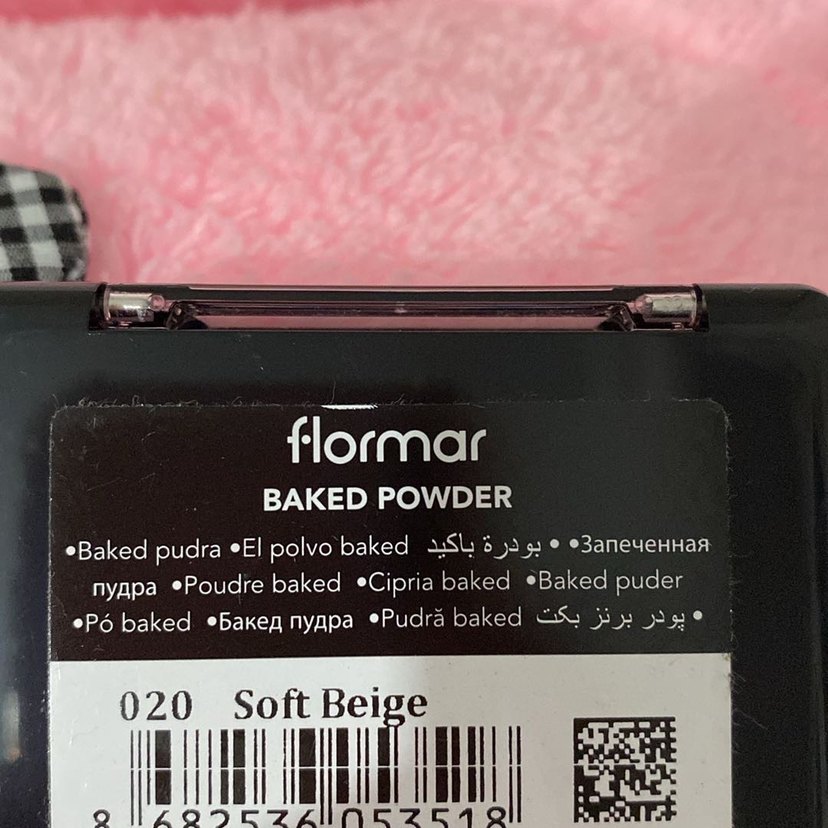 flormar
BAKED POWDER
•Baked pudra •El polvo baked بودرة باكيد • •Запеченная
пудра •Poudre baked •Cipria baked •Baked puder
•Pó baked •Бакед пудра •Pudră baked پودر برنز بکت •
020 Soft Beige
8 682536 053518